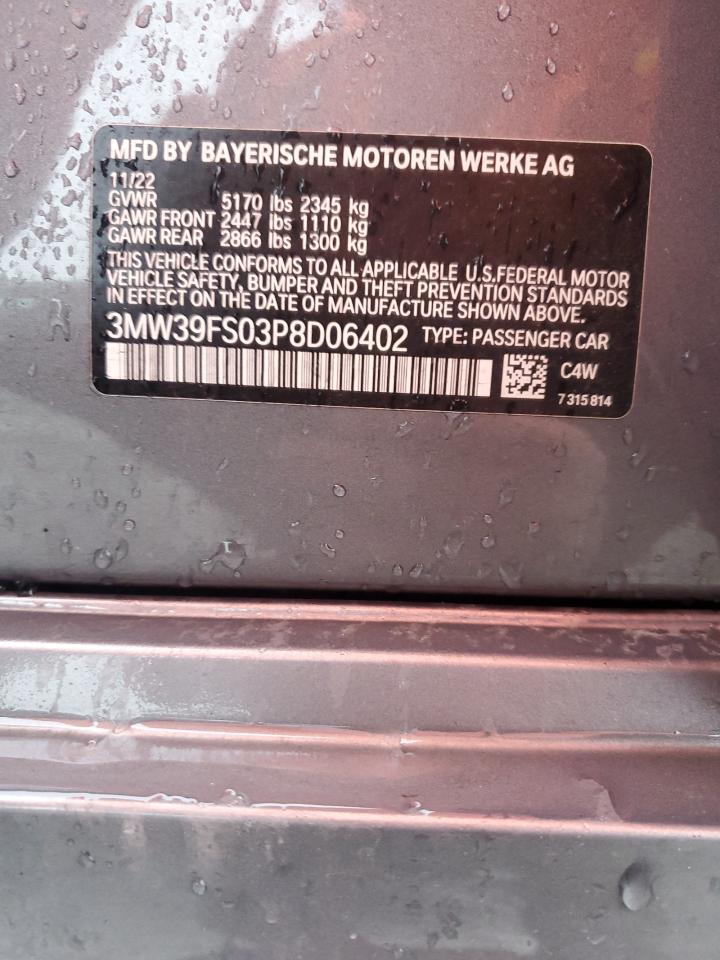 MFD BY BAYERISCHE MOTOREN WERKE AG
11/22
GVWR 5170 lbs 2345 kg
GAWR FRONT 2447 lbs 1110 kg
GAWR REAR 2866 lbs 1300 kg
THIS VEHICLE CONFORMS TO ALL APPLICABLE U.S.FEDERAL MOTOR
VEHICLE SAFETY, BUMPER AND THEFT PREVENTION STANDARDS
IN EFFECT ON THE DATE OF MANUFACTURE SHOWN ABOVE.
3MW39FS03P8D06402 TYPE: PASSENGER CAR
C4W
7 315 814